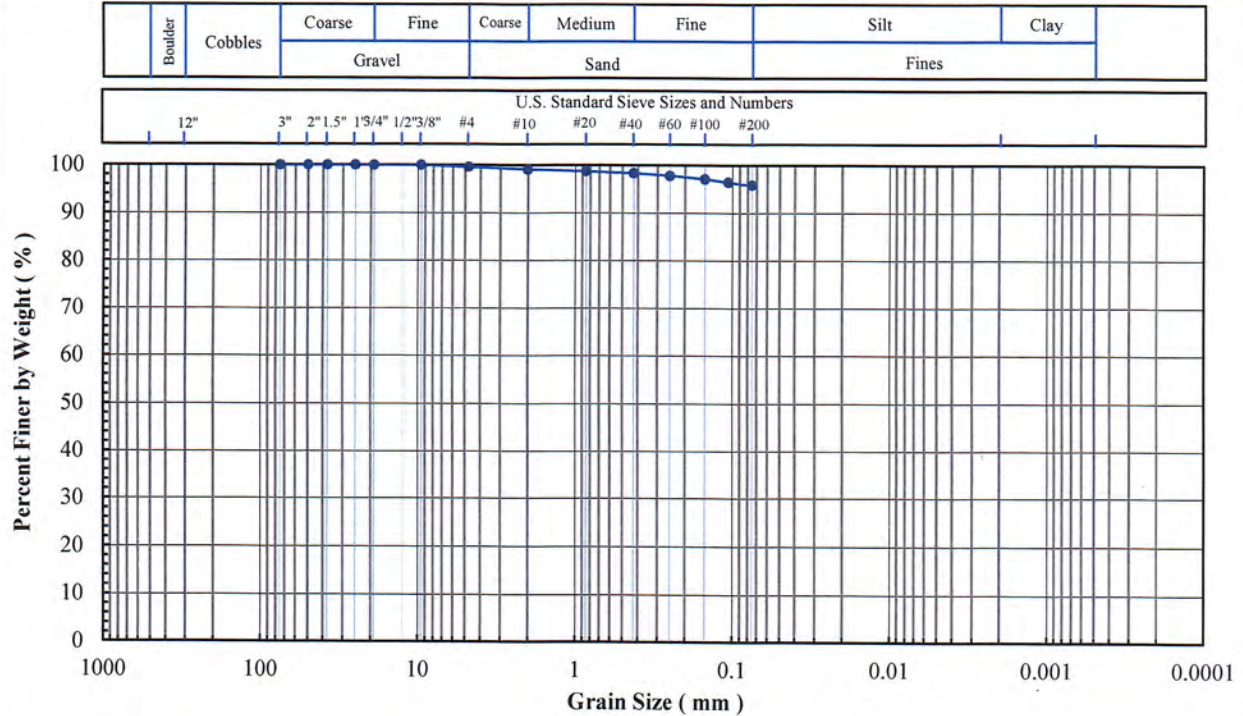 Boulder
Cobbles
Coarse Fine Coarse Medium Fine Silt Clay
Gravel Sand Fines
U.S. Standard Sieve Sizes and Numbers
12" 3" 2" 1.5" 1" 3/4" 1/2" 3/8" #4 #10 #20 #40 #60 #100 #200
100
90
80
70
60
50
40
30
20
10
0
Percent Finer by Weight ( % )
1000 100 10 1 0.1 0.01 0.001 0.0001
Grain Size ( mm )